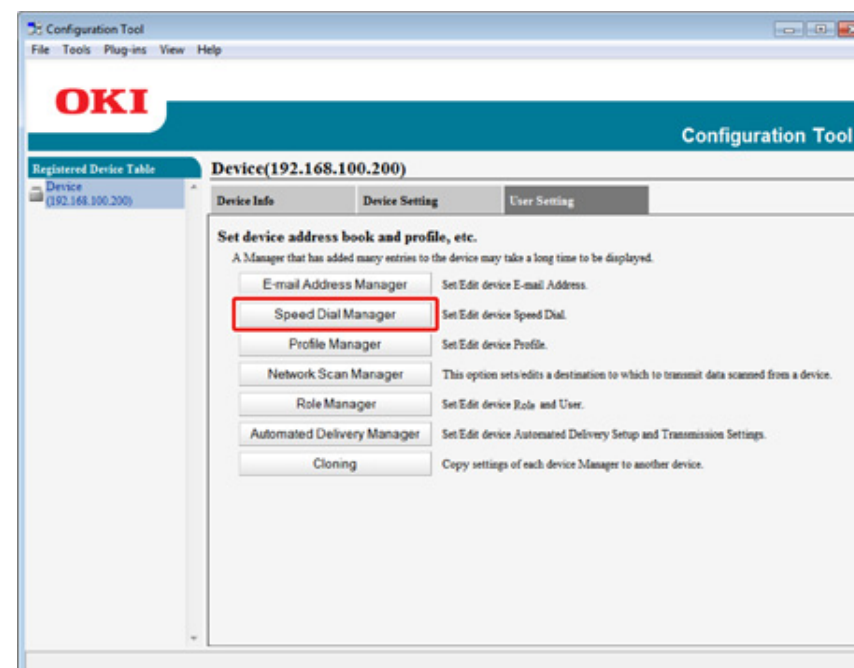 Configuration Tool
File Tools Plug-ins View Help
OKI
Configuration Tool
Registered Device Table
Device
(192.168.100.200)
Device(192.168.100.200)
Device Info Device Setting User Setting
Set device address book and profile, etc.
A Manager that has added many entries to the device may take a long time to be displayed.
E-mail Address Manager Set/Edit device E-mail Address.
Speed Dial Manager Set/Edit device Speed Dial.
Profile Manager Set/Edit device Profile.
Network Scan Manager This option sets/edits a destination to which to transmit data scanned from a device.
Role Manager Set/Edit device Role and User.
Automated Delivery Manager Set/Edit device Automated Delivery Setup and Transmission Settings.
Cloning Copy settings of each device Manager to another device.